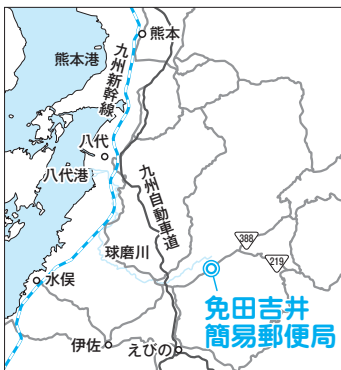 熊本
熊本港
九州新幹線
八代
八代港
九州自動車道
球磨川
388
219
水俣
免田吉井
簡易郵便局
伊佐
えびの